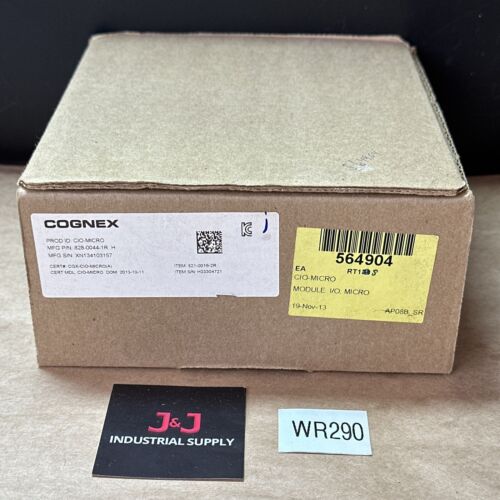 COGNEX
PROD ID: CIO-MICRO
MFG P/N: 828-0044-1R H
MFG S/N: XN134103157
CERT#: CGX-CIO-MICRO(A)
CERT MDL: CIO-MICRO DOM: 2013-10-11
ITEM: 821-0016-2R
ITEM S/N: H03304721
564904
EA
RT1
CIO-MICRO
MODULE, I/O, MICRO
19-Nov-13
AP08B_SR
J&J
INDUSTRIAL SUPPLY
WR290